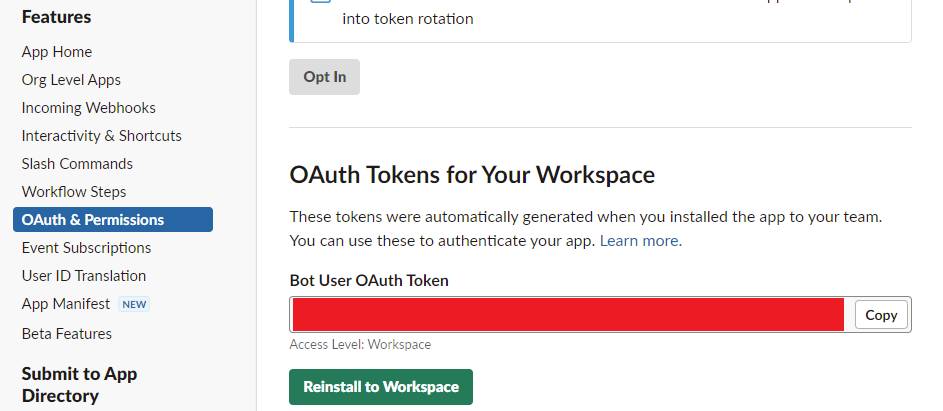 Features
App Home
Org Level Apps
Incoming Webhooks
Interactivity & Shortcuts
Slash Commands
Workflow Steps
OAuth & Permissions
Event Subscriptions
User ID Translation
App Manifest NEW
Beta Features
Submit to App
Directory
into token rotation
Opt In
OAuth Tokens for Your Workspace
These tokens were automatically generated when you installed the app to your team.
You can use these to authenticate your app. Learn more.
Bot User OAuth Token
Copy
Access Level: Workspace
Reinstall to Workspace